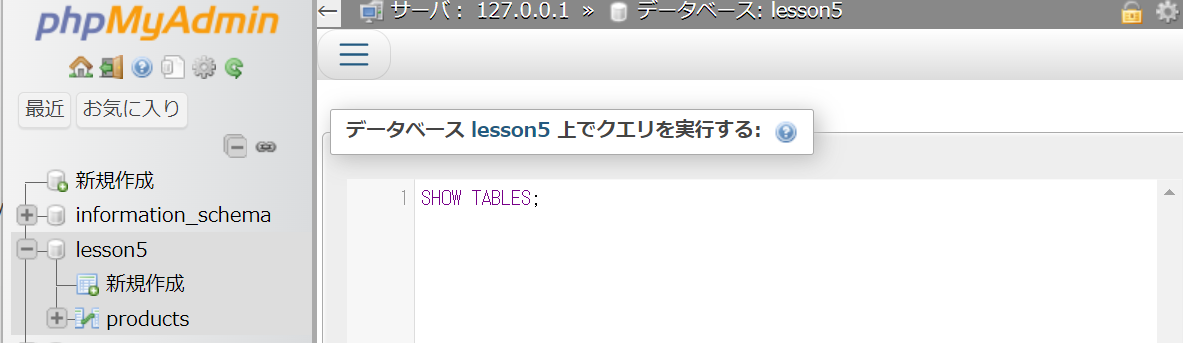 phpMyAdmin
最近 お気に入り
新規作成
information_schema
lesson5
新規作成
products
← サーバ: 127.0.0.1 » データベース: lesson5
データベース lesson5 上でクエリを実行する:
1 SHOW TABLES;